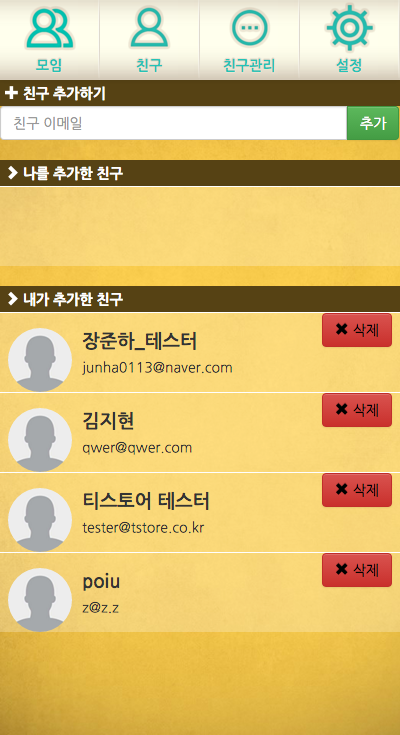 모임 친구 친구관리 설정
친구 추가하기
친구 이메일 추가
나를 추가한 친구
내가 추가한 친구
장준하_테스터 삭제
junha0113@naver.com
김지현 삭제
qwer@qwer.com
티스토어 테스터 삭제
tester@tstore.co.kr
poiu 삭제
z@z.z